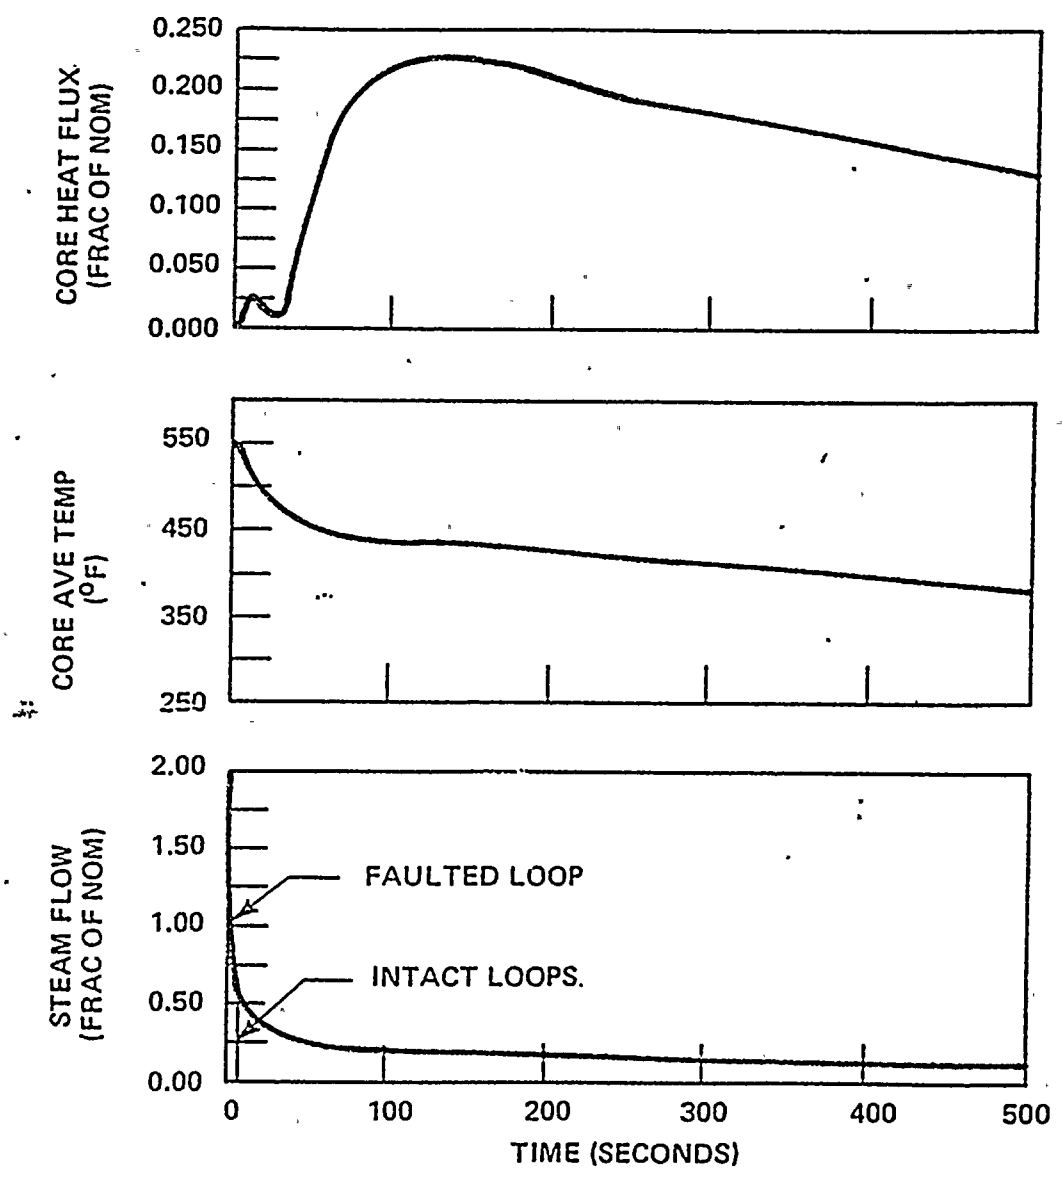 CORE HEAT FLUX.
(FRAC OF NOM)
0.250
0.200
0.150
0.100
0.050
0.000
CORE AVE TEMP
(°F)
550
450
350
250
STEAM FLOW
(FRAC OF NOM)
2.00
1.50
1.00
0.50
0.00
FAULTED LOOP
INTACT LOOPS.
0 100 200 300 400 500
TIME (SECONDS)